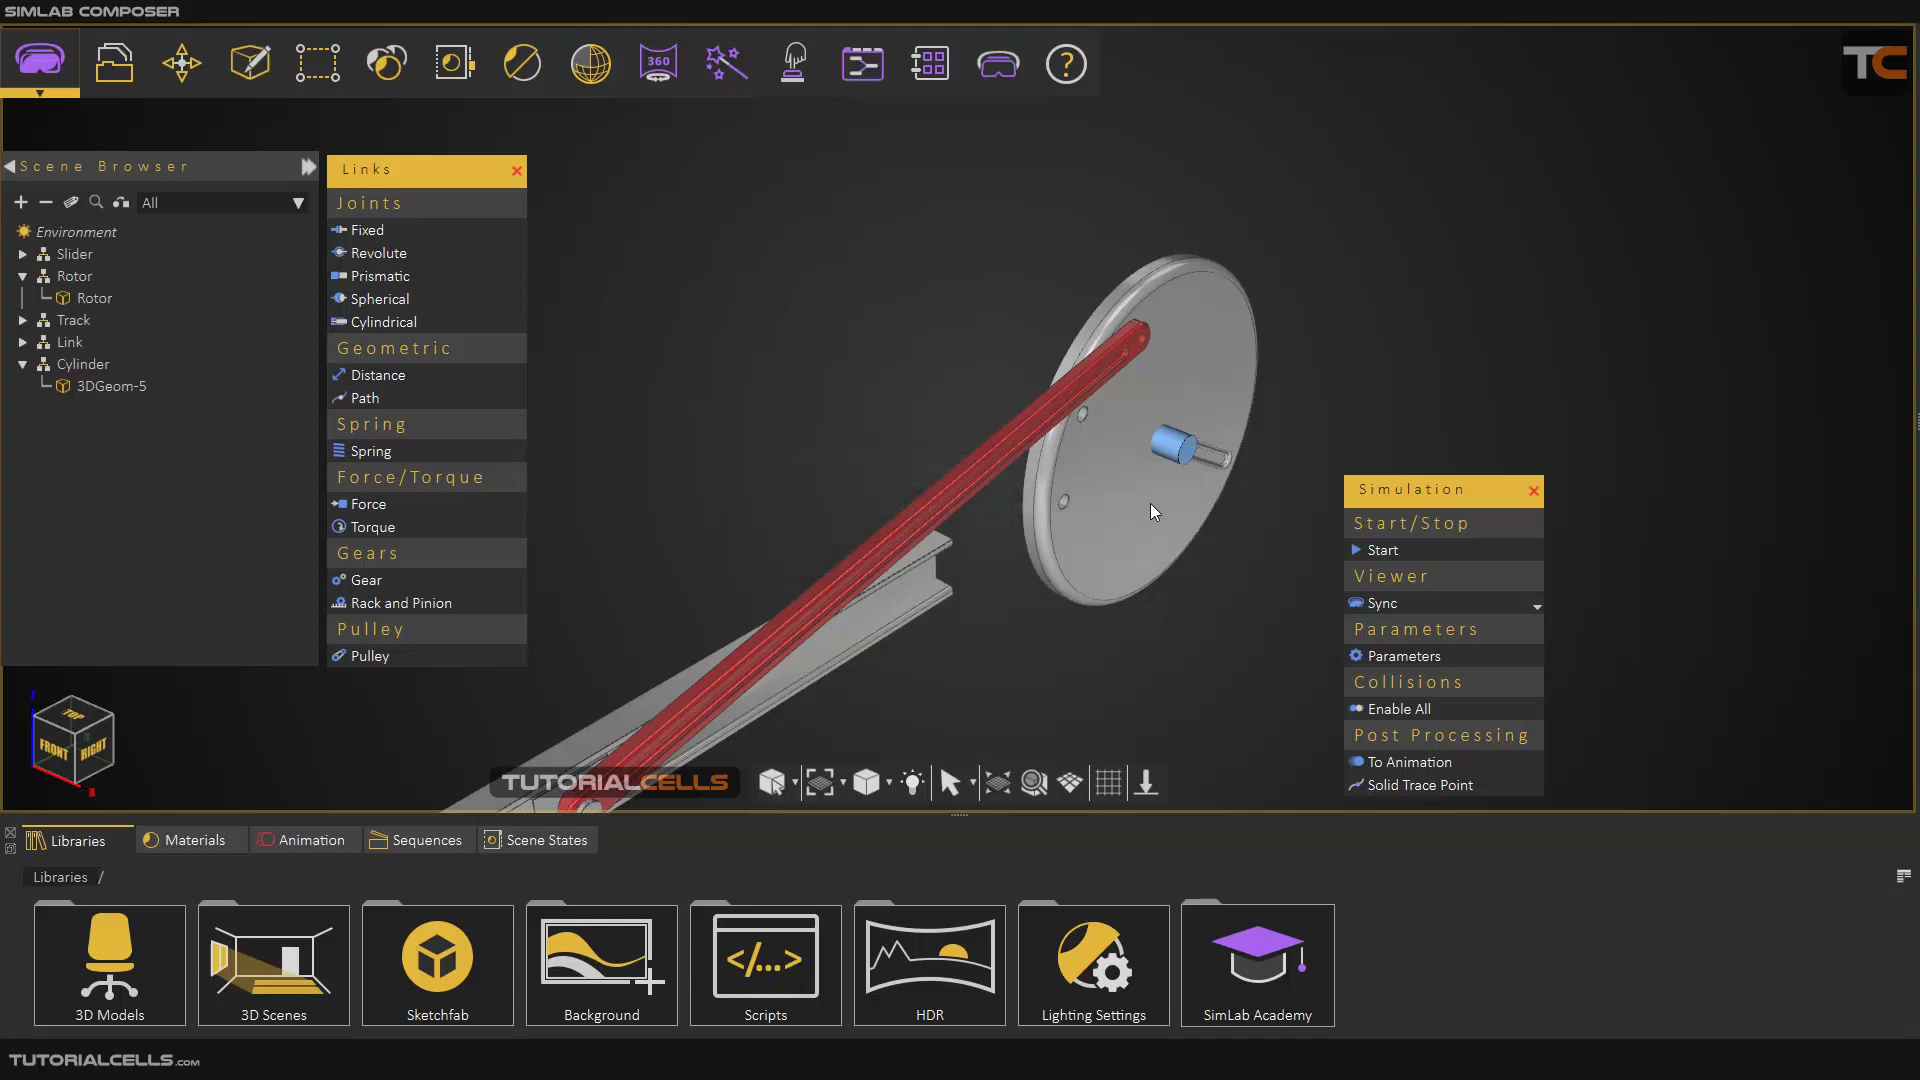 SIMLAB COMPOSER
360
?
TC
Scene Browser
All
Environment
Slider
Rotor
Rotor
Track
Link
Cylinder
3DGeom-5
Links
Joints
Fixed
Revolute
Prismatic
Spherical
Cylindrical
Geometric
Distance
Path
Spring
Spring
Force/Torque
Force
Torque
Gears
Gear
Rack and Pinion
Pulley
Pulley
Simulation
Start/Stop
Start
Viewer
Sync
Parameters
Parameters
Collisions
Enable All
Post Processing
To Animation
Solid Trace Point
TOP
FRONT
RIGHT
X
TUTORIALCELLS
Libraries
Materials
Animation
Sequences
Scene States
Libraries /
</...>
3D Models
3D Scenes
Sketchfab
Background
Scripts
HDR
Lighting Settings
SimLab Academy
TUTORIALCELLS.COM